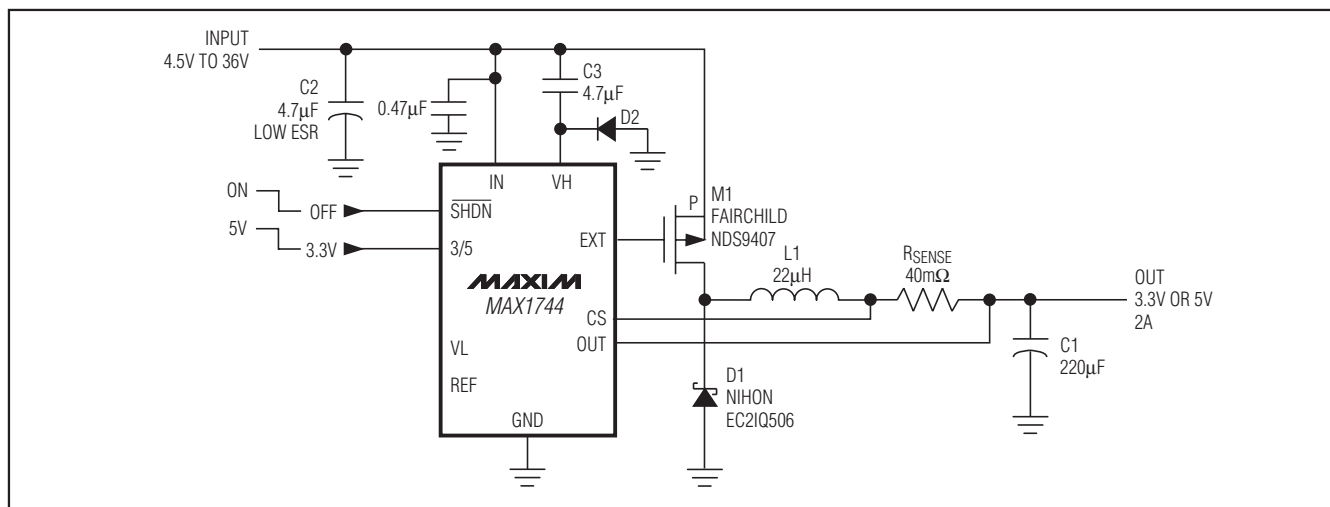 INPUT
4.5V TO 36V
C2
4.7µF
LOW ESR
0.47µF
C3
4.7µF
D2
IN
VH
ON
OFF
SHDN
5V
3.3V
3/5
EXT
P
M1
FAIRCHILD
NDS9407
MAXIM
MAX1744
L1
22µH
RSENSE
40mΩ
OUT
3.3V OR 5V
2A
CS
OUT
VL
REF
C1
220µF
D1
NIHON
EC2IQ506
GND